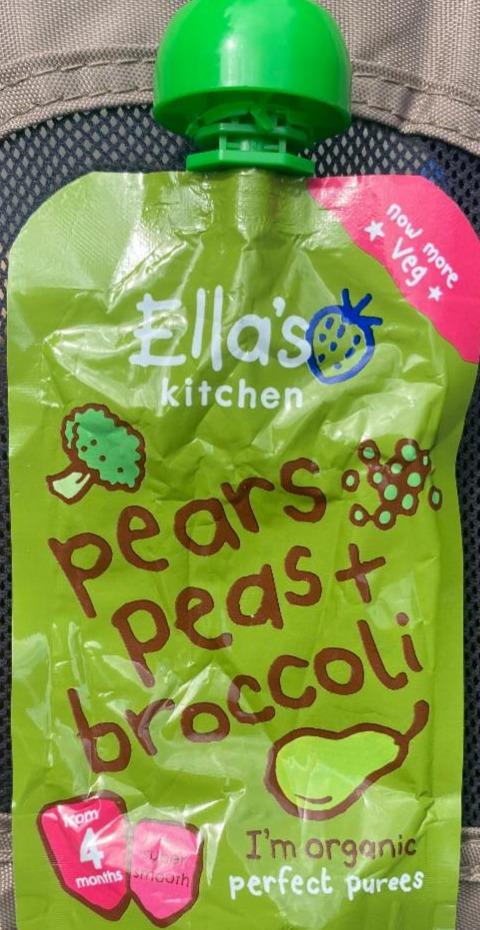 now more
Veg
Ella's
kitchen
pears
peas+
broccoli
from
4
months
super
smooth
I'm organic
perfect purees